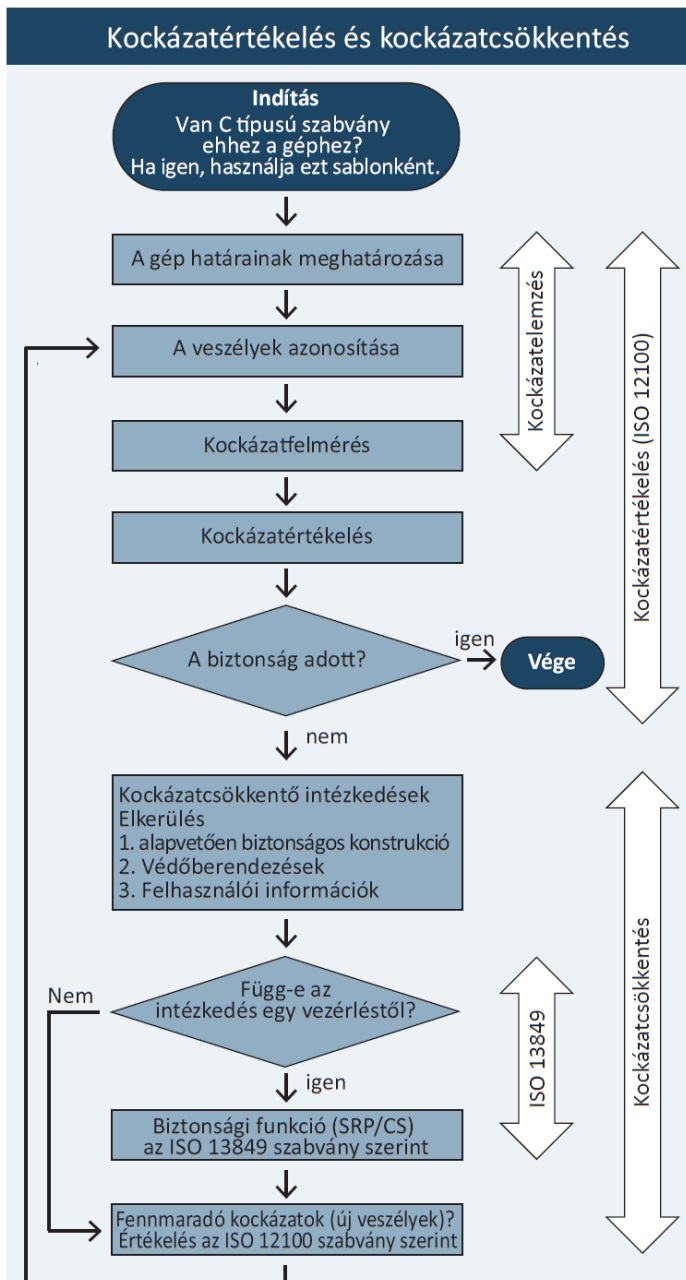 Kockázatértékelés és kockázatcsökkentés
Indítás
Van C típusú szabvány
ehhez a géphez?
Ha igen, használja ezt sablonként.
A gép határainak meghatározása
A veszélyek azonosítása
Kockázatfelmérés
Kockázatértékelés
A biztonság adott?
igen
Vége
nem
Kockázatelemzés
Kockázatértékelés (ISO 12100)
Kockázatcsökkentő intézkedések
Elkerülés
1. alapvetően biztonságos konstrukció
2. Védőberendezések
3. Felhasználói információk
Függ-e az
intézkedés egy vezérléstől?
Nem
igen
Biztonsági funkció (SRP/CS)
az ISO 13849 szabvány szerint
Fennmaradó kockázatok (új veszélyek)?
Értékelés az ISO 12100 szabvány szerint
ISO 13849
Kockázatcsökkentés